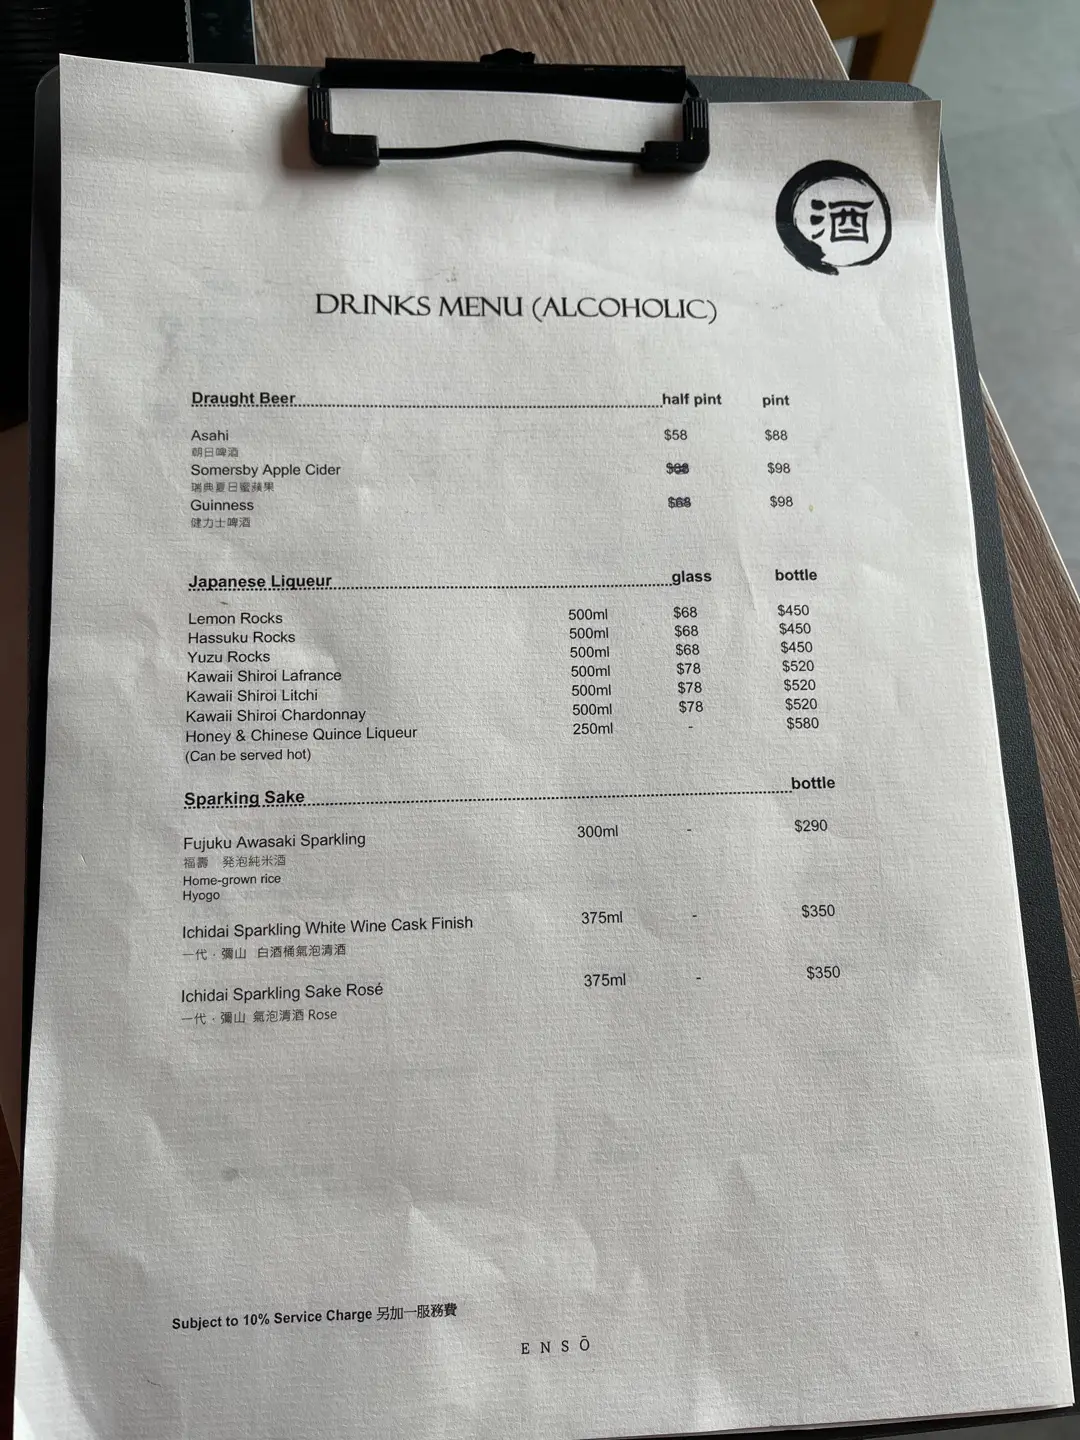 酒
DRINKS MENU (ALCOHOLIC)
Draught Beer half pint pint
Asahi $58 $88
朝日啤酒
Somersby Apple Cider $98
瑞典夏日蜜蘋果
Guinness $68 $98
健力士啤酒
Japanese Liqueur glass bottle
Lemon Rocks 500ml $68 $450
Hassuku Rocks 500ml $68 $450
Yuzu Rocks 500ml $68 $450
Kawaii Shiroi Lafrance 500ml $78 $520
Kawaii Shiroi Litchi 500ml $78 $520
Kawaii Shiroi Chardonnay 500ml $78 $520
Honey & Chinese Quince Liqueur 250ml - $580
(Can be served hot)
Sparking Sake bottle
Fujuku Awasaki Sparkling 300ml - $290
福壽 発泡純米酒
Home-grown rice
Hyogo
Ichidai Sparkling White Wine Cask Finish 375ml - $350
一代．彌山 白酒桶氣泡清酒
Ichidai Sparkling Sake Rosé 375ml - $350
一代．彌山 氣泡清酒 Rose
Subject to 10% Service Charge 另加一服務費
ENSŌ